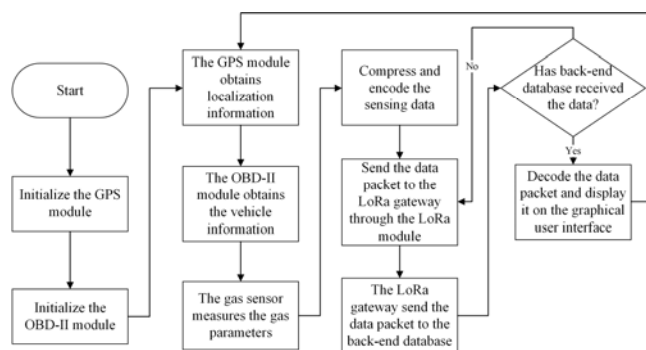 Start
Initialize the GPS
module
Initialize the
OBD-II module
The GPS module
obtains
localization
information
The OBD-II
module obtains
the vehicle
information
The gas sensor
measures the gas
parameters
Compress and
encode the
sensing data
Send the data
packet to the
LoRa gateway
through the LoRa
module
The LoRa
gateway send the
data packet to the
back-end database
No
Has back-end
database received
the data?
Yes
Decode the data
packet and display
it on the graphical
user interface